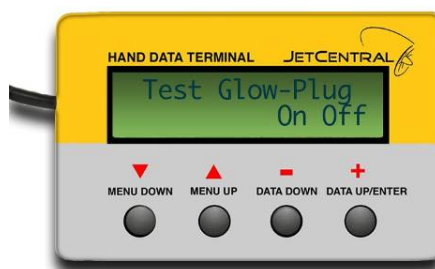 HAND DATA TERMINAL JETCENTRAL
Test Glow-Plug
On Off
MENU DOWN MENU UP DATA DOWN DATA UP/ENTER